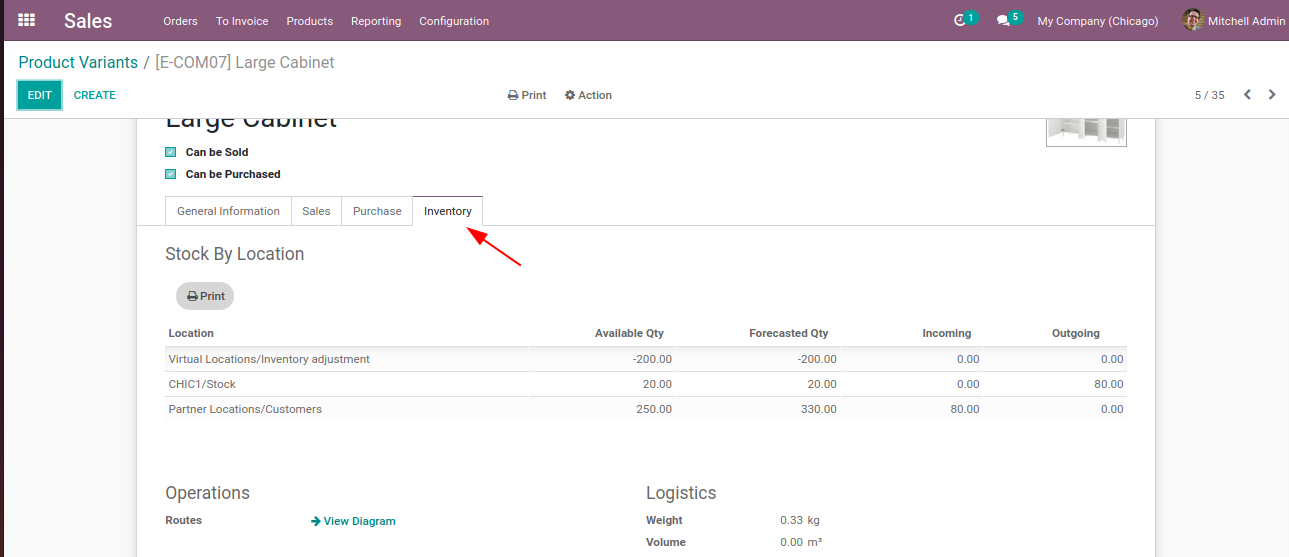 Sales Orders To Invoice Products Reporting Configuration 1 5 My Company (Chicago) Mitchell Admin
Product Variants / [E-COM07] Large Cabinet
EDIT CREATE Print Action 5 / 35
Large Cabinet
Can be Sold
Can be Purchased
General Information Sales Purchase Inventory
Stock By Location
Print
Location Available Qty Forecasted Qty Incoming Outgoing
Virtual Locations/Inventory adjustment -200.00 -200.00 0.00 0.00
CHIC1/Stock 20.00 20.00 0.00 80.00
Partner Locations/Customers 250.00 330.00 80.00 0.00
Operations Logistics
Routes View Diagram Weight 0.33 kg
Volume 0.00 m³